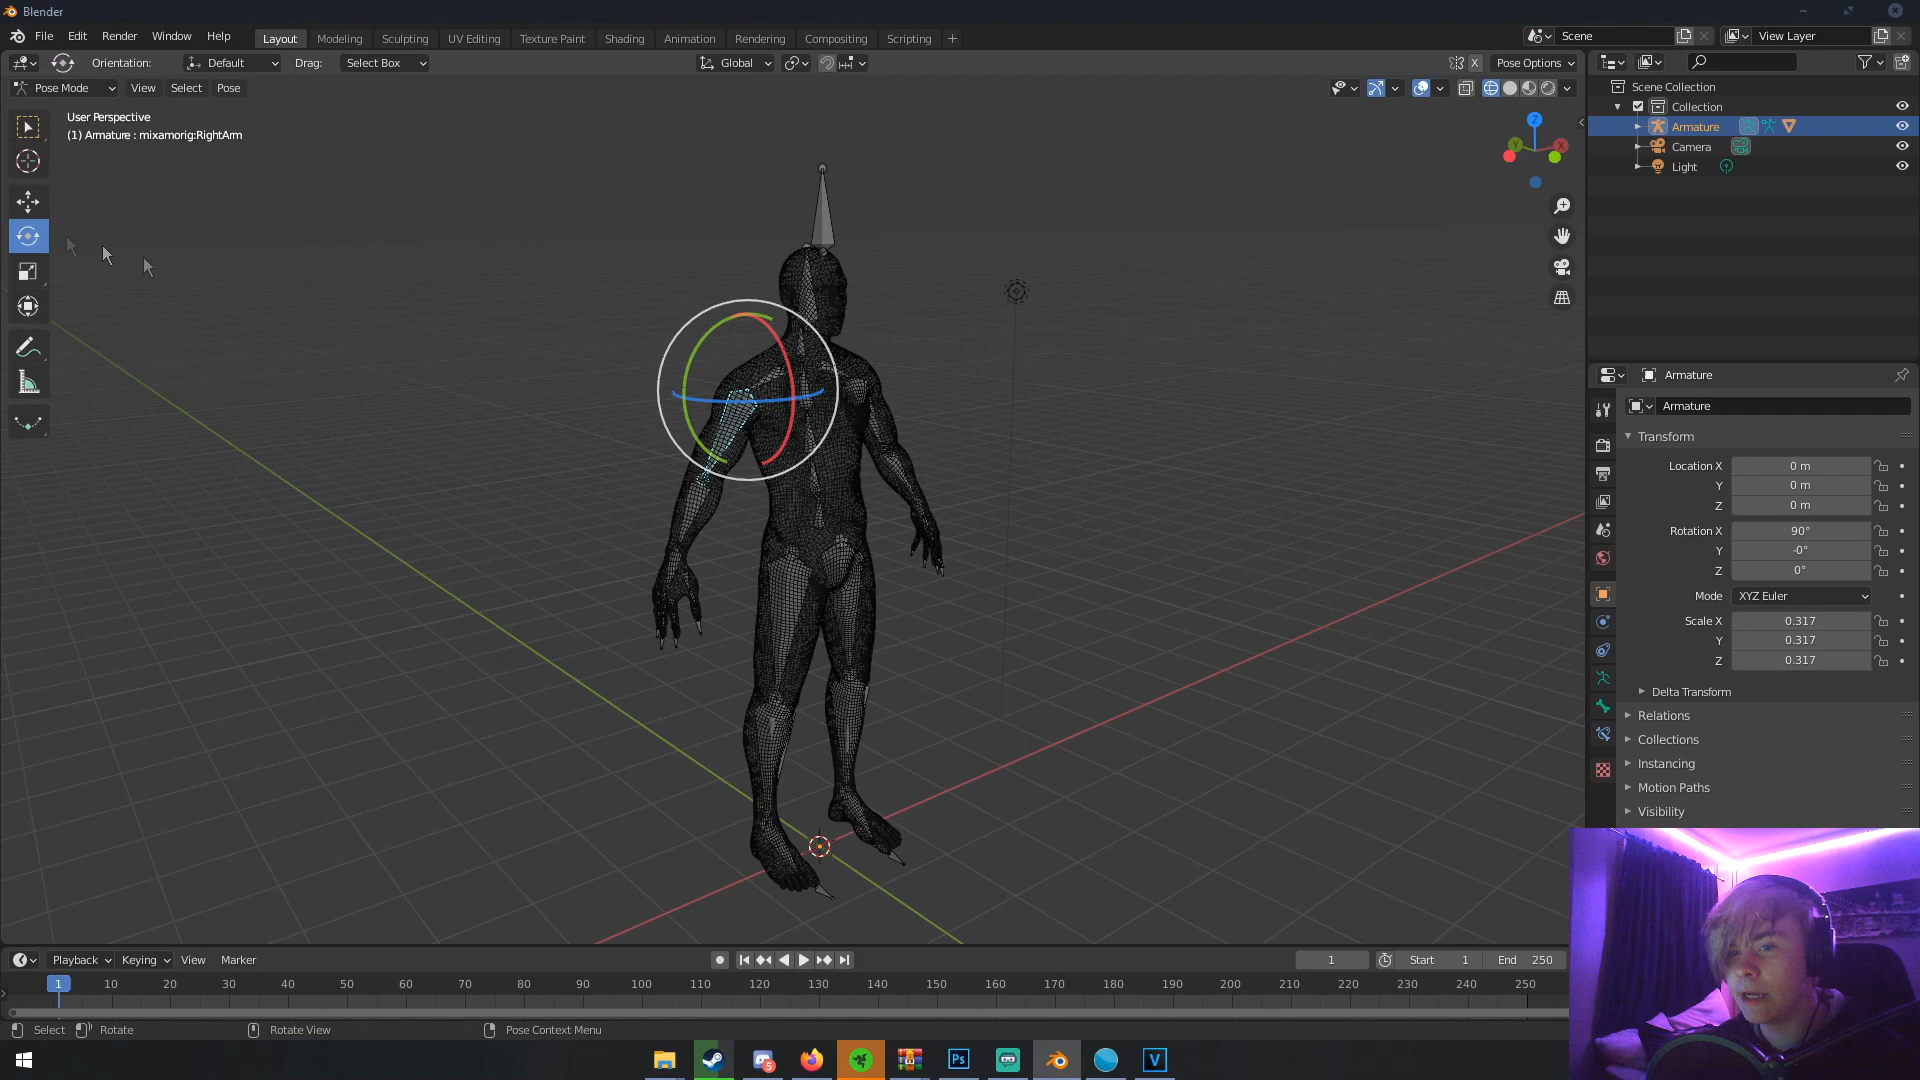 Blender
File Edit Render Window Help
Layout Modeling Sculpting UV Editing Texture Paint Shading Animation Rendering Compositing Scripting +
Scene
View Layer
Orientation: Default Drag: Select Box
Global
X Pose Options
Pose Mode View Select Pose
User Perspective
(1) Armature : mixamorig:RightArm
Z
Y
X
Scene Collection
Collection
Armature
Camera
Light
Armature
Armature
Transform
Location X 0 m
Y 0 m
Z 0 m
Rotation X 90°
Y -0°
Z 0°
Mode XYZ Euler
Scale X 0.317
Y 0.317
Z 0.317
Delta Transform
Relations
Collections
Instancing
Motion Paths
Visibility
Playback Keying View Marker
1 Start 1 End 250
1 10 20 30 40 50 60 70 80 90 100 110 120 130 140 150 160 170 180 190 200 210 220 230 240 250
Select Rotate Rotate View Pose Context Menu
5 Ps V